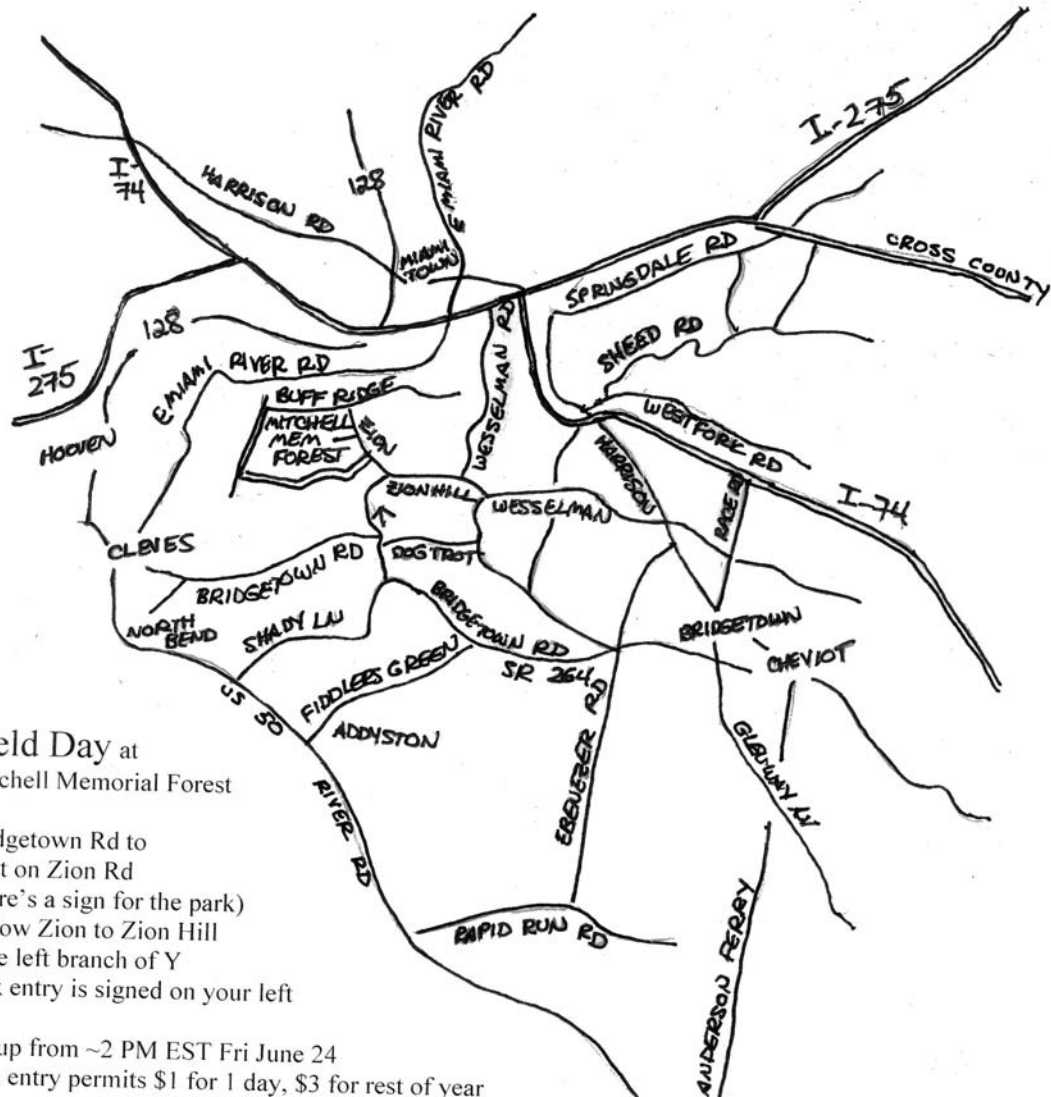 I-275
E MIAMI RIVER RD
I-
74
HARRISON RD
128
MIAMI
TOWN
SPRINGDALE RD
CROSS COUNTY
128
I-
275
E MIAMI RIVER RD
WESSELMAN RD
SHEED RD
BUFF RIDGE
MITCHELL
MEM
FOREST
ZION
HOOVEN
WESTFORK RD
HARRISON
ZION HILL
WESSELMAN
RACE RD
I-74
CLEVES
DOG TROT
BRIDGETOWN RD
NORTH
BEND
SHADY LN
BRIDGETOWN RD
SR 264
BRIDGETOWN
CHEVIOT
US 50
FIDDLERS GREEN
ADDYSTON
EBENEZER RD
GLENWAY AV
RIVER RD
RAPID RUN RD
ANDERSON FERRY
eld Day at
chell Memorial Forest
dgetown Rd to
t on Zion Rd
re's a sign for the park)
ow Zion to Zion Hill
e left branch of Y
entry is signed on your left
up from ~2 PM EST Fri June 24
entry permits $1 for 1 day, $3 for rest of year